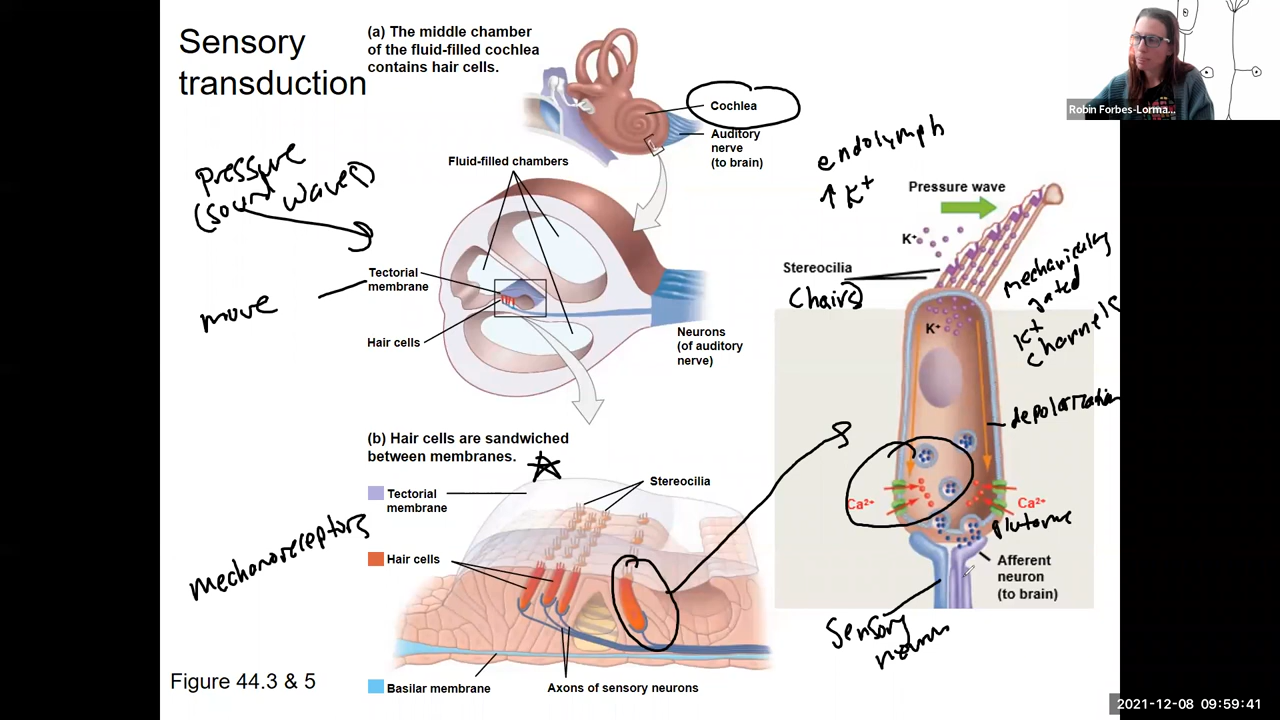 Sensory
transduction
(a) The middle chamber
of the fluid-filled cochlea
contains hair cells.
Cochlea
Auditory
nerve
(to brain)
Robin Forbes-Lorma...
endolymph
↑ K+
pressure
(sound waves)
Fluid-filled chambers
Pressure wave
K+
Stereocilia
(hairs)
mechanically
gated
K+
channels
Tectorial
membrane
move
Hair cells
Neurons
(of auditory
nerve)
K+
depolarization
(b) Hair cells are sandwiched
between membranes.
Tectorial
membrane
Stereocilia
Ca2+
Ca2+
mechanoreceptors
Hair cells
Afferent
neuron
(to brain)
sensory
Basilar membrane
Axons of sensory neurons
Figure 44.3 & 5
2021-12-08 09:59:41